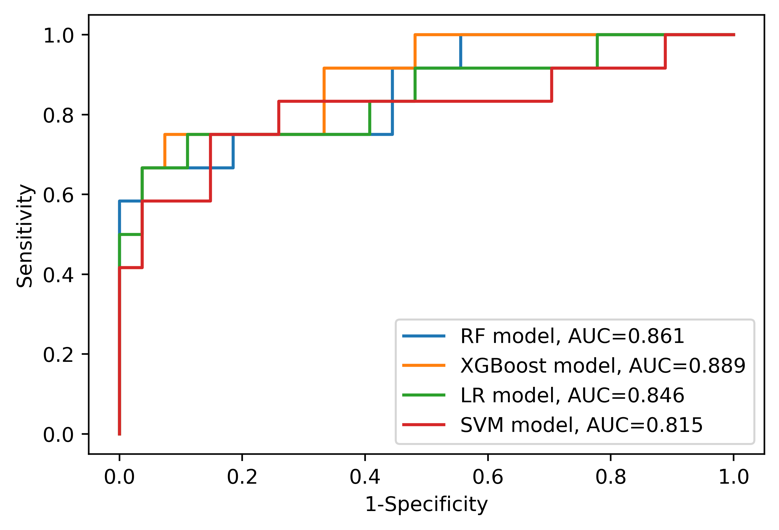 1.0
0.8
0.6
0.4
0.2
0.0
Sensitivity
RF model, AUC=0.861
XGBoost model, AUC=0.889
LR model, AUC=0.846
SVM model, AUC=0.815
0.0 0.2 0.4 0.6 0.8 1.0
1-Specificity